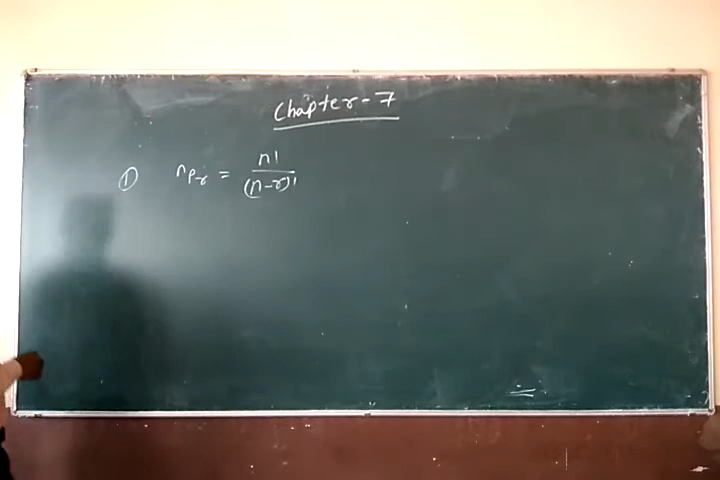 Chapter-7
① nPr = n! / (n-r)!